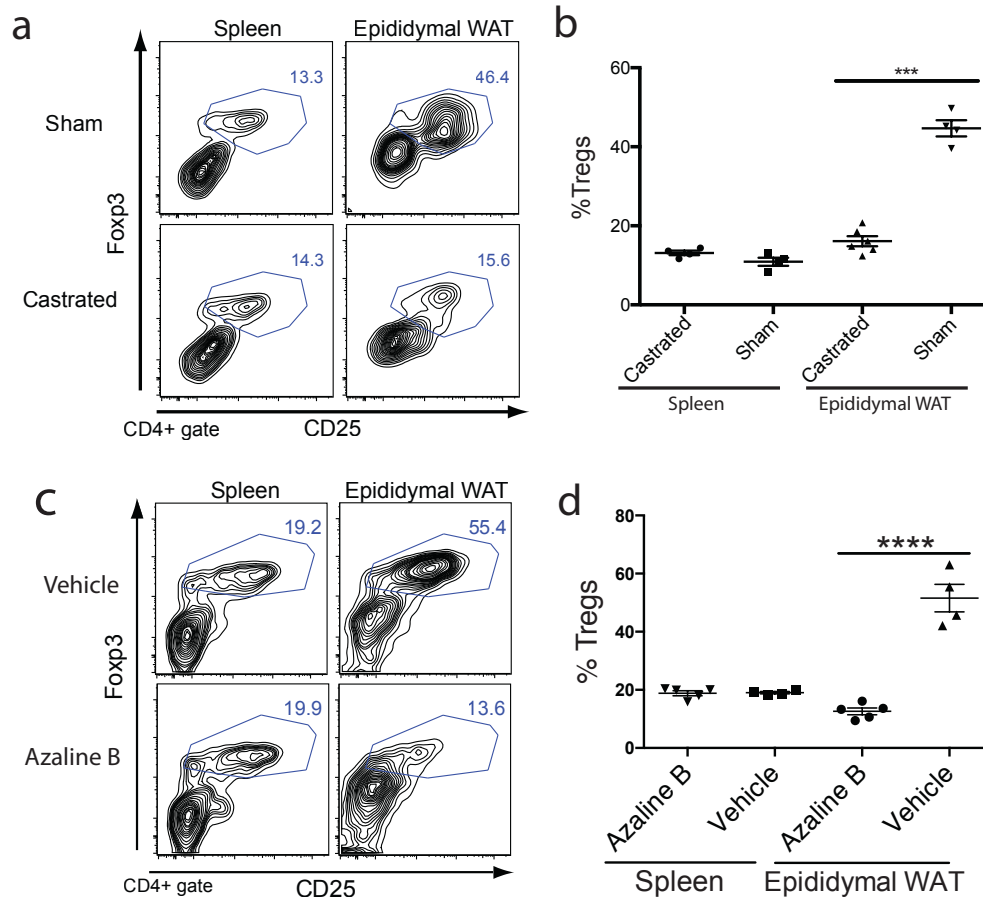 a
Spleen
Epididymal WAT
Sham
13.3
46.4
Castrated
14.3
15.6
Foxp3
CD4+ gate
CD25
b
***
%Tregs
60
40
20
0
Castrated
Sham
Castrated
Sham
Spleen
Epididymal WAT
c
Spleen
Epididymal WAT
Vehicle
19.2
55.4
Azaline B
19.9
13.6
Foxp3
CD4+ gate
CD25
d
****
% Tregs
80
60
40
20
0
Azaline B
Vehicle
Azaline B
Vehicle
Spleen
Epididymal WAT